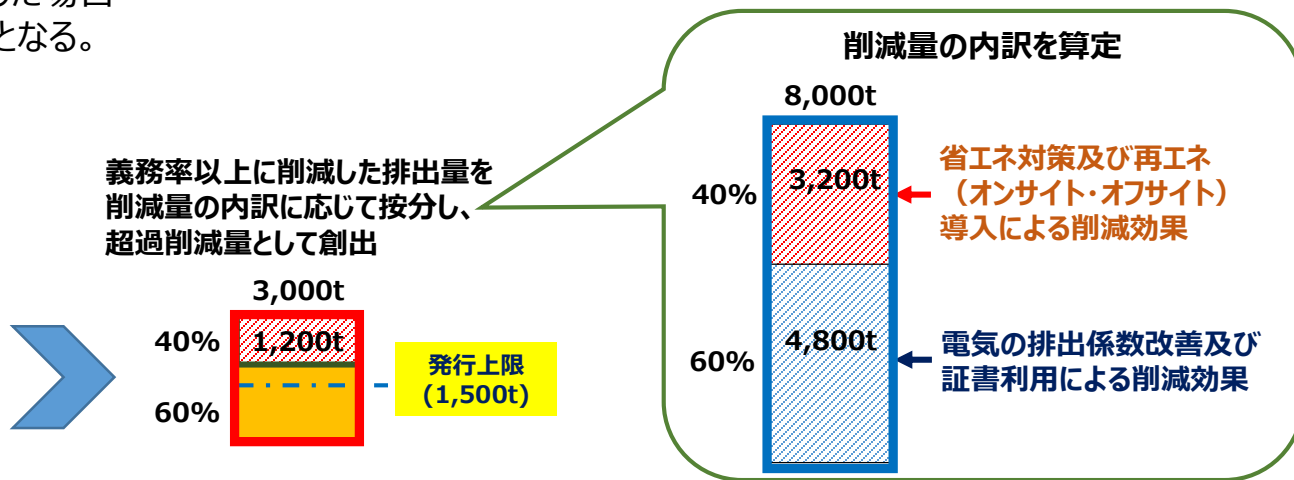 となる。
削減量の内訳を算定
8,000t
40%
3,200t
省エネ対策及び再エネ
(オンサイト・オフサイト)
導入による削減効果
60%
4,800t
電気の排出係数改善及び
証書利用による削減効果
義務率以上に削減した排出量を
削減量の内訳に応じて按分し、
超過削減量として創出
3,000t
40%
1,200t
60%
発行上限
(1,500t)